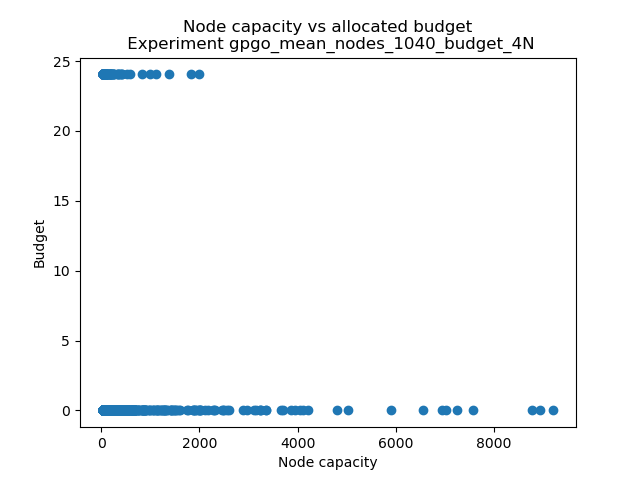 Node capacity vs allocated budget
Experiment gpgo_mean_nodes_1040_budget_4N
25
20
15
10
5
0
Budget
0 2000 4000 6000 8000
Node capacity